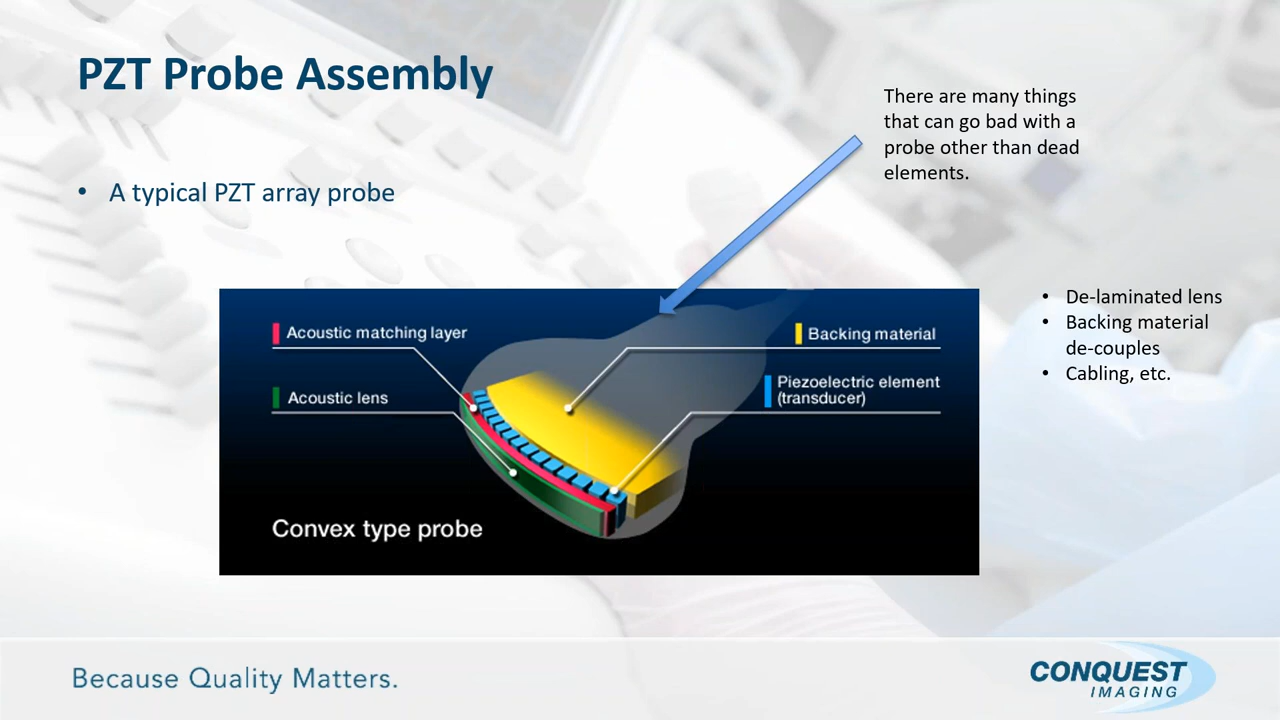 PZT Probe Assembly
There are many things
that can go bad with a
probe other than dead
elements.
• A typical PZT array probe
• De-laminated lens
• Backing material
de-couples
• Cabling, etc.
Acoustic matching layer
Backing material
Acoustic lens
Piezoelectric element
(transducer)
Convex type probe
Because Quality Matters.
CONQUEST
IMAGING